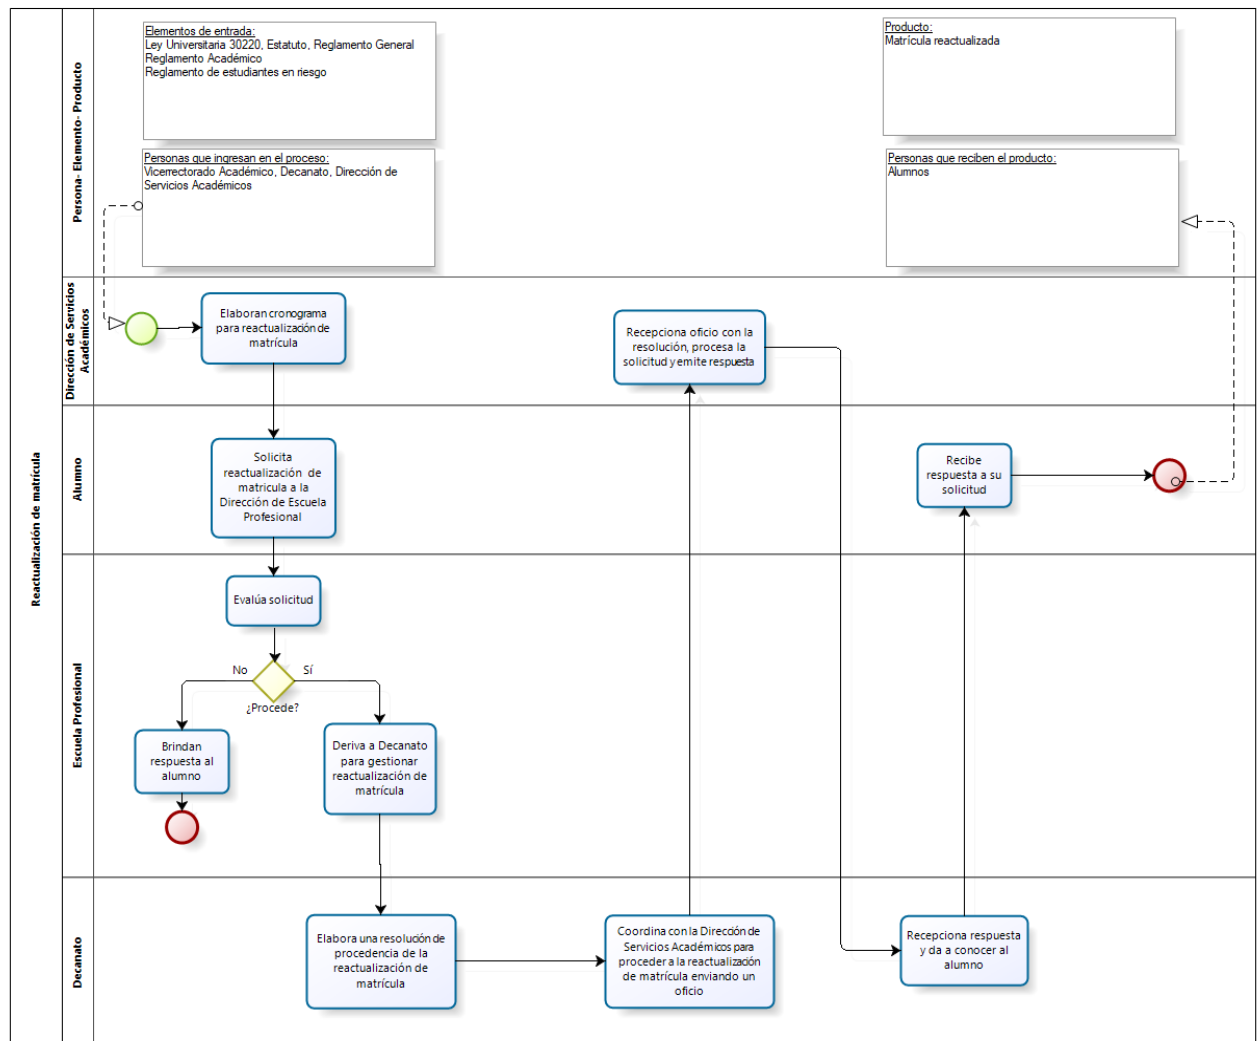 Reactualización de matrícula
Persona- Elemento- Producto
Elementos de entrada:
Ley Universitaria 30220, Estatuto, Reglamento General
Reglamento Académico
Reglamento de estudiantes en riesgo
Producto:
Matrícula reactualizada
Personas que ingresan en el proceso:
Vicerrectorado Académico, Decanato, Dirección de
Servicios Académicos
Personas que reciben el producto:
Alumnos
Dirección de Servicios
Académicos
Elaboran cronograma
para reactualización de
matrícula
Recepciona oficio con la
resolución, procesa la
solicitud y emite respuesta
Alumno
Solicita
reactualización de
matricula a la
Dirección de Escuela
Profesional
Recibe
respuesta a su
solicitud
Escuela Profesional
Evalúa solicitud
No
Sí
¿Procede?
Brindan
respuesta al
alumno
Deriva a Decanato
para gestionar
reactualización de
matrícula
Decanato
Elabora una resolución de
procedencia de la
reactualización de
matrícula
Coordina con la Dirección de
Servicios Académicos para
proceder a la reactualización
de matrícula enviando un
oficio
Recepciona respuesta
y da a conocer al
alumno